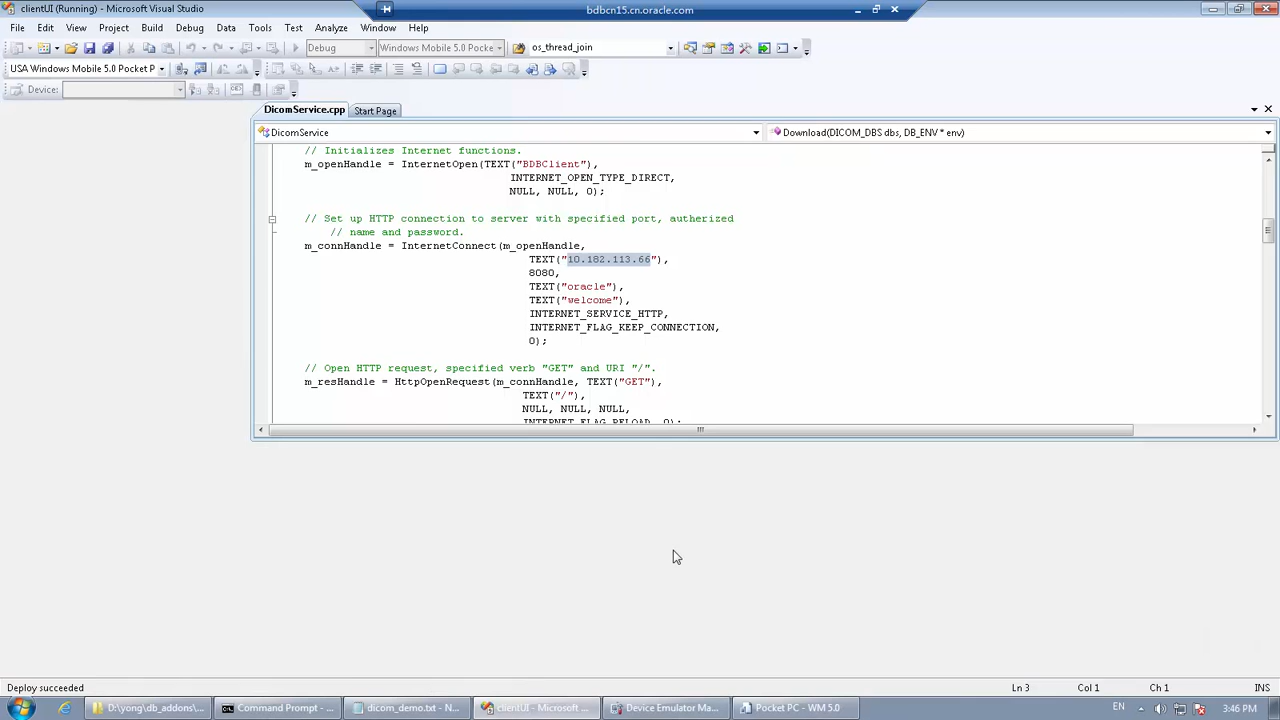 clientUI (Running) - Microsoft Visual Studio
bdbcn15.cn.oracle.com
File Edit View Project Build Debug Data Tools Test Analyze Window Help
Debug Windows Mobile 5.0 Pocke os_thread_join
USA Windows Mobile 5.0 Pocket P
Device:
DicomService.cpp Start Page
DicomService Download(DICOM_DBS dbs, DB_ENV * env)
// Initializes Internet functions.
m_openHandle = InternetOpen(TEXT("BDBClient"),
INTERNET_OPEN_TYPE_DIRECT,
NULL, NULL, 0);
// Set up HTTP connection to server with specified port, autherized
// name and password.
m_connHandle = InternetConnect(m_openHandle,
TEXT("10.182.113.66"),
8080,
TEXT("oracle"),
TEXT("welcome"),
INTERNET_SERVICE_HTTP,
INTERNET_FLAG_KEEP_CONNECTION,
0);
// Open HTTP request, specified verb "GET" and URI "/".
m_resHandle = HttpOpenRequest(m_connHandle, TEXT("GET"),
TEXT("/"),
NULL, NULL, NULL,
INTERNET_FLAG_RELOAD, 0);
Deploy succeeded Ln 3 Col 1 Ch 1 INS
D:\yong\db_addons\... Command Prompt - ... dicom_demo.txt - N... clientUI - Microsoft ... Device Emulator Ma... Pocket PC - WM 5.0 EN 3:46 PM